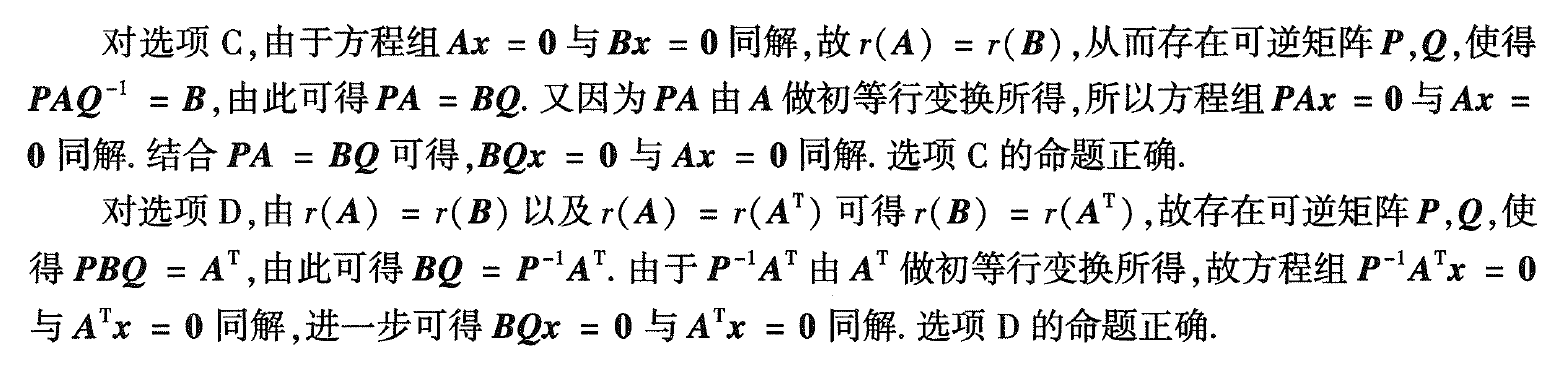 对选项 C,由于方程组 Ax = 0 与 Bx = 0 同解,故 r(A) = r(B),从而存在可逆矩阵 P,Q,使得
PAQ⁻¹ = B,由此可得 PA = BQ. 又因为 PA 由 A 做初等行变换所得,所以方程组 PAx = 0 与 Ax =
0 同解. 结合 PA = BQ 可得,BQx = 0 与 Ax = 0 同解. 选项 C 的命题正确.
对选项 D,由 r(A) = r(B) 以及 r(A) = r(Aᵀ) 可得 r(B) = r(Aᵀ),故存在可逆矩阵 P,Q,使
得 PBQ = Aᵀ,由此可得 BQ = P⁻¹Aᵀ. 由于 P⁻¹Aᵀ 由 Aᵀ 做初等行变换所得,故方程组 P⁻¹Aᵀx = 0
与 Aᵀx = 0 同解,进一步可得 BQx = 0 与 Aᵀx = 0 同解. 选项 D 的命题正确.